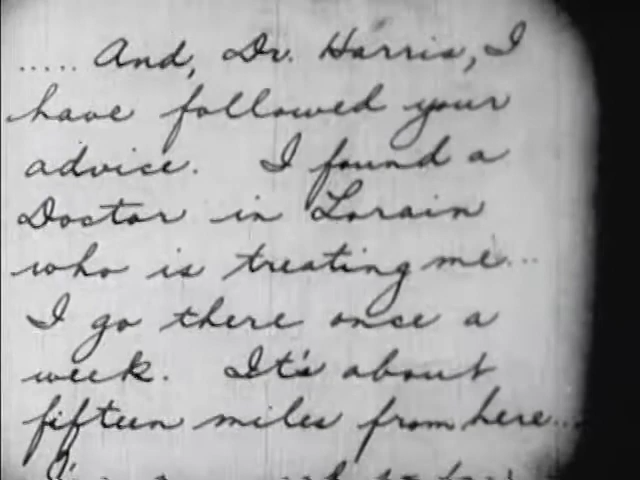 ..... And, Dr. Harris, I
have followed your
advice. I found a
Doctor in Lorain
who is treating me...
I go there once a
week. It's about
fifteen miles from here...